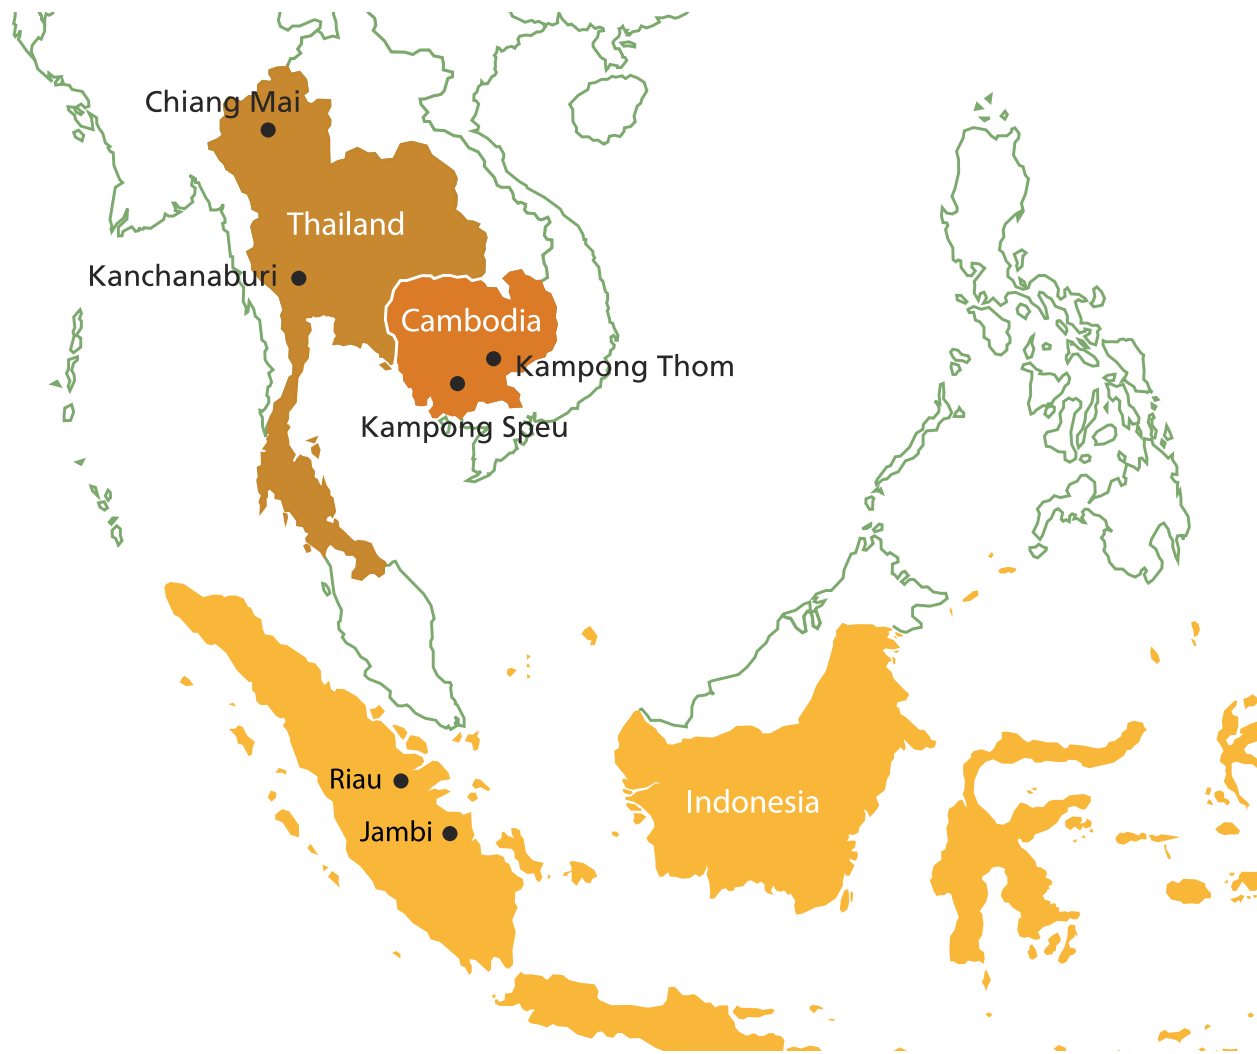 Chiang Mai
Thailand
Kanchanaburi
Cambodia
Kampong Thom
Kampong Speu
Riau
Indonesia
Jambi